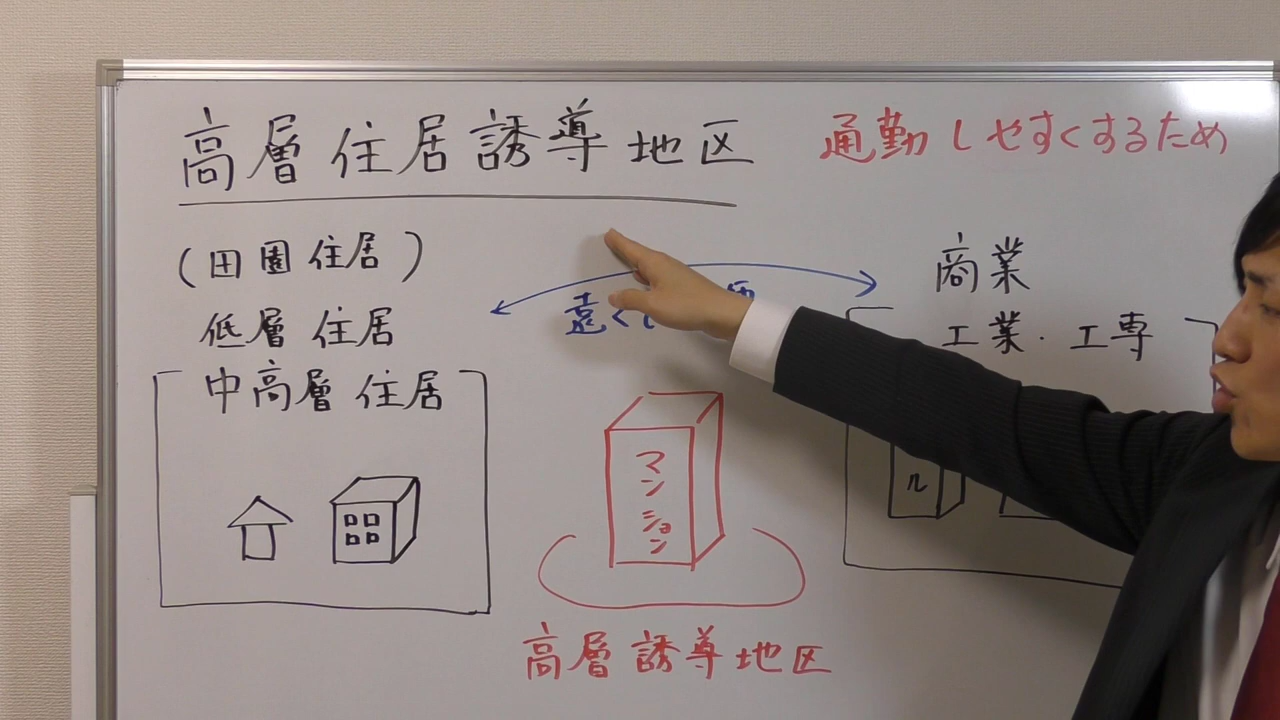 高層住居誘導地区
通勤しやすくするため
(田園住居)
低層住居
中高層住居
遠く
商業
工業・工専
マンション
ル
高層誘導地区